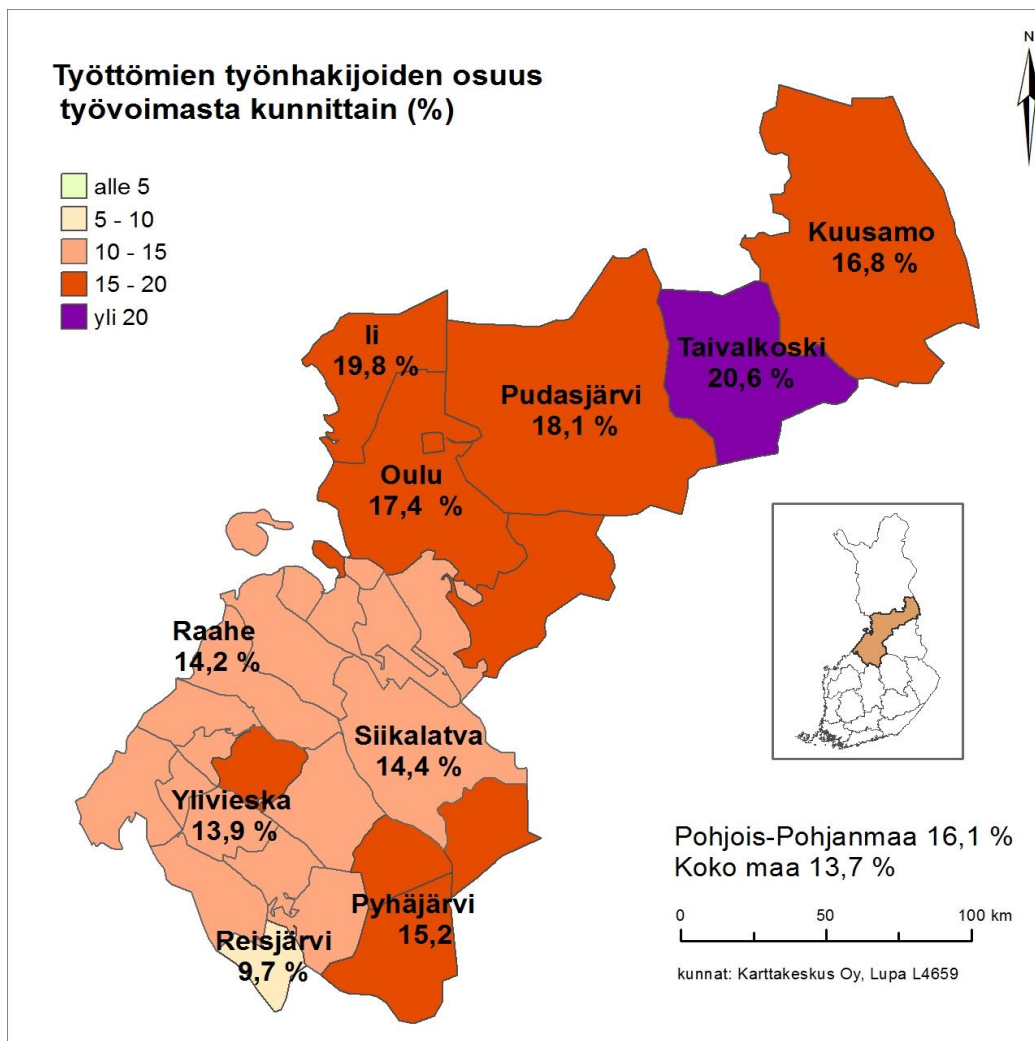 Työttömien työnhakijoiden osuus
työvoimasta kunnittain (%)
N
alle 5
5 - 10
10 - 15
15 - 20
yli 20
Kuusamo
16,8 %
Ii
19,8 %
Taivalkoski
20,6 %
Pudasjärvi
18,1 %
Oulu
17,4 %
Raahe
14,2 %
Siikalatva
14,4 %
Ylivieska
13,9 %
Pyhäjärvi
15,2
Reisjärvi
9,7 %
Pohjois-Pohjanmaa 16,1 %
Koko maa 13,7 %
0 50 100 km
kunnat: Karttakeskus Oy, Lupa L4659